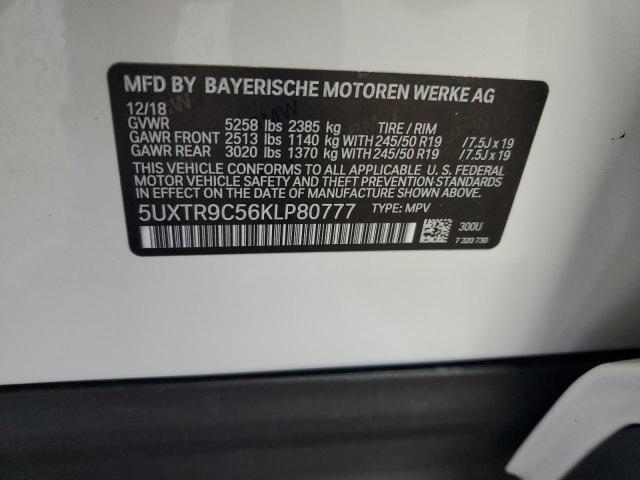 MFD BY BAYERISCHE MOTOREN WERKE AG
12/18
GVWR 5258 lbs 2385 kg TIRE / RIM
GAWR FRONT 2513 lbs 1140 kg WITH 245/50 R19 /7.5J x 19
GAWR REAR 3020 lbs 1370 kg WITH 245/50 R19 /7.5J x 19
THIS VEHICLE CONFORMS TO ALL APPLICABLE U. S. FEDERAL
MOTOR VEHICLE SAFETY AND THEFT PREVENTION STANDARDS
IN EFFECT ON THE DATE OF MANUFACTURE SHOWN ABOVE.
5UXTR9C56KLP80777 TYPE: MPV
300U
7 320 730